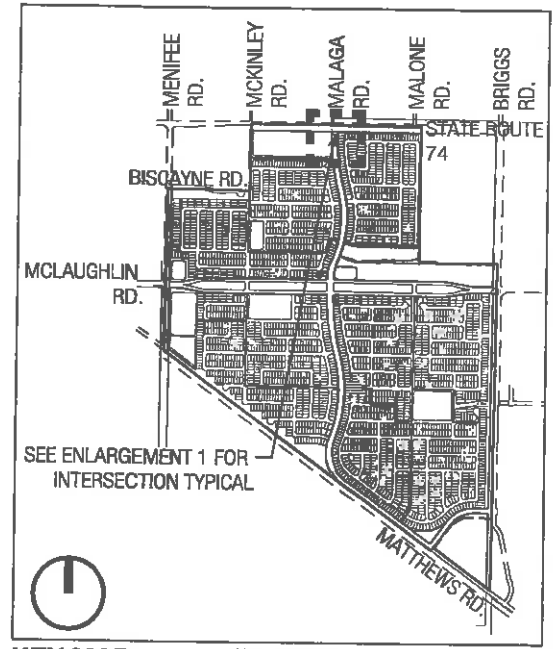 MENIFEE
RD.
MCKINLEY
RD.
MALAGA
RD.
MALONE
RD.
BRIGGS
RD.
STATE ROUTE
74
BISCAYNE RD.
MCLAUGHLIN
RD.
SEE ENLARGEMENT 1 FOR
INTERSECTION TYPICAL
MATTHEWS RD.